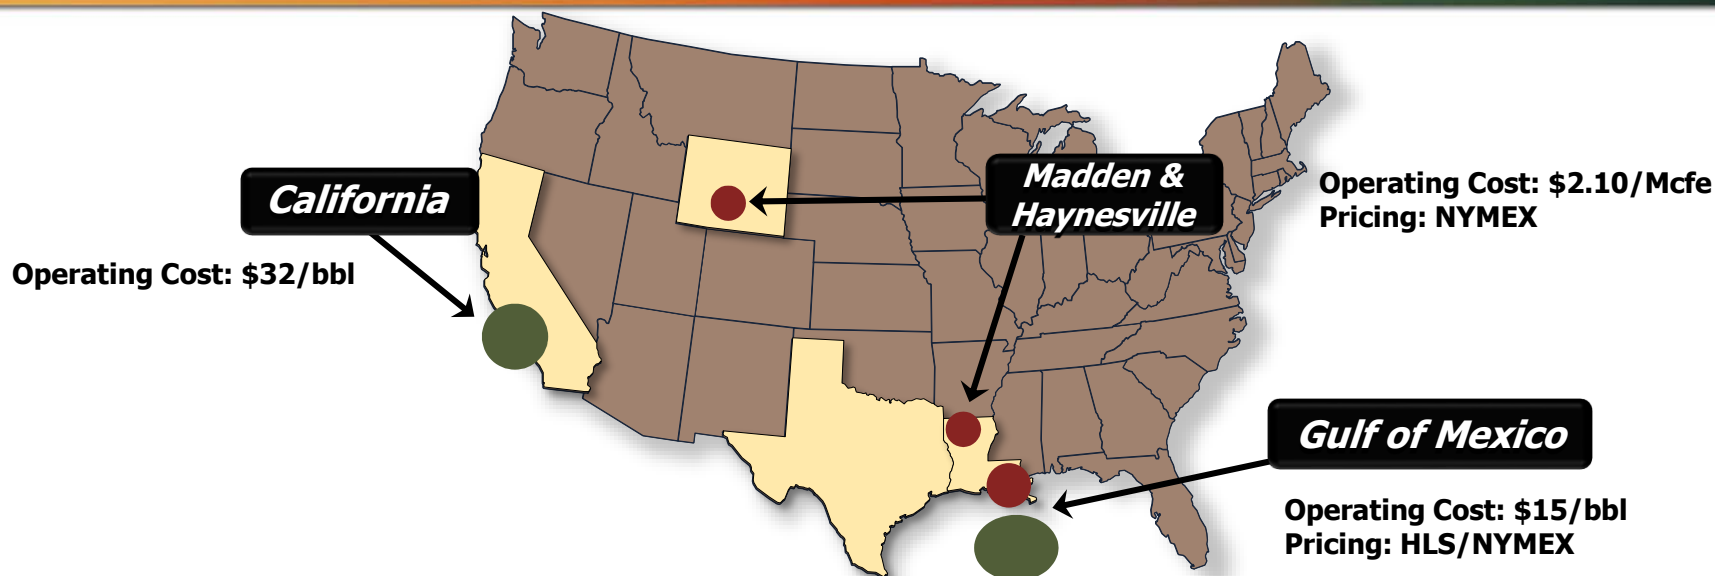 California
Operating Cost: $32/bbl
Madden &
Haynesville
Operating Cost: $2.10/Mcfe
Pricing: NYMEX
Gulf of Mexico
Operating Cost: $15/bbl
Pricing: HLS/NYMEX